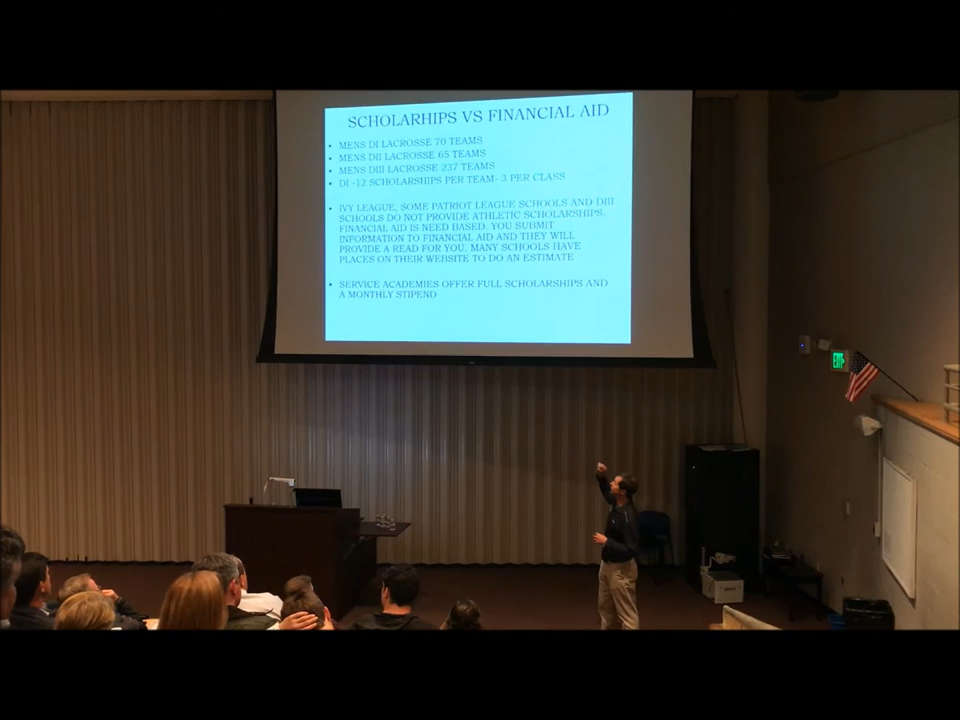 SCHOLARHIPS VS FINANCIAL AID
• MENS DI LACROSSE 70 TEAMS
• MENS DII LACROSSE 65 TEAMS
• MENS DIII LACROSSE 237 TEAMS
• DI -12 SCHOLARSHIPS PER TEAM- 3 PER CLASS
• IVY LEAGUE, SOME PATRIOT LEAGUE SCHOOLS AND DIII
SCHOOLS DO NOT PROVIDE ATHLETIC SCHOLARSHIPS.
FINANCIAL AID IS NEED BASED. YOU SUBMIT
INFORMATION TO FINANCIAL AID AND THEY WILL
PROVIDE A READ FOR YOU. MANY SCHOOLS HAVE
PLACES ON THEIR WEBSITE TO DO AN ESTIMATE
• SERVICE ACADEMIES OFFER FULL SCHOLARSHIPS AND
A MONTHLY STIPEND
EXIT